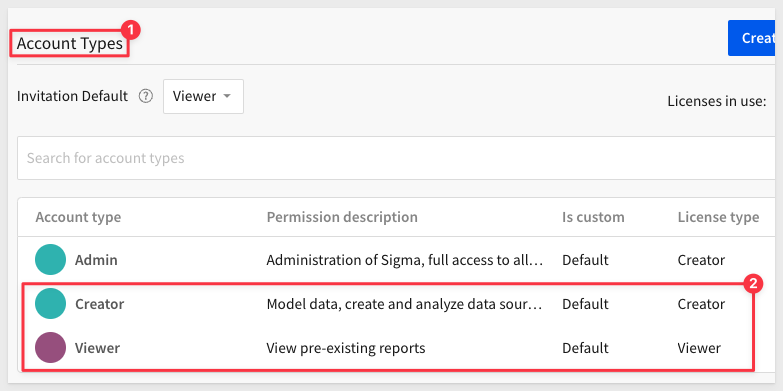 Account Types
1
Creat
Invitation Default ? Viewer
Licenses in use:
Search for account types
Account type Permission description Is custom License type
Admin Administration of Sigma, full access to all… Default Creator
2
Creator Model data, create and analyze data sour… Default Creator
Viewer View pre-existing reports Default Viewer